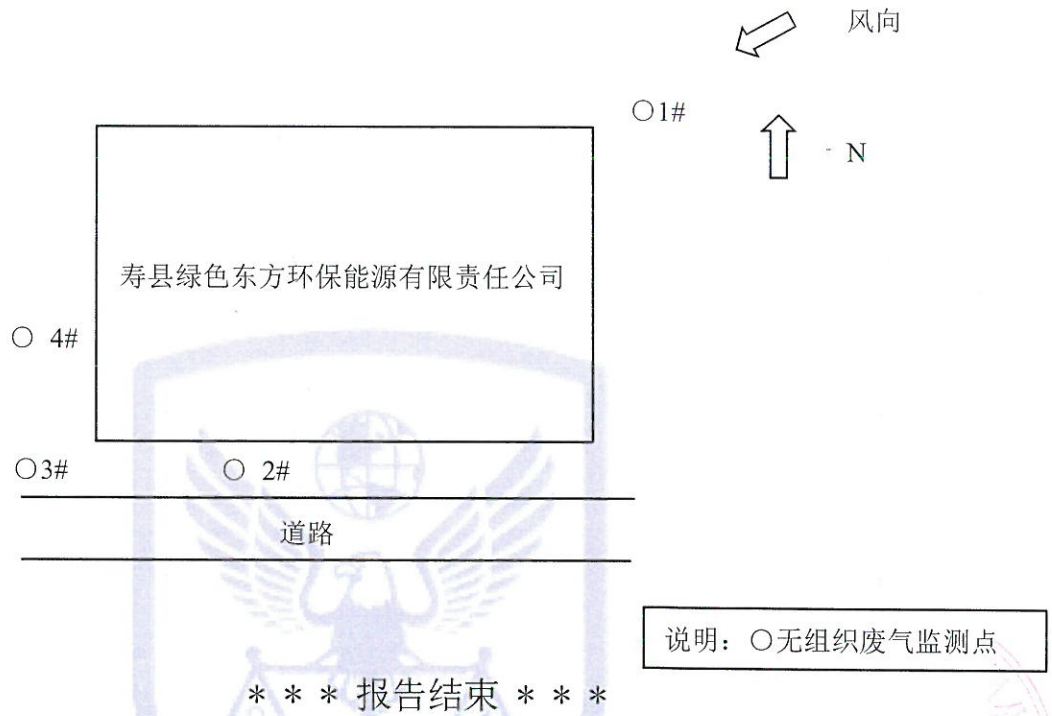 风向
○1#
N
寿县绿色东方环保能源有限责任公司
○ 4#
○3#
○ 2#
道路
说明：○无组织废气监测点
* * * 报告结束 * * *